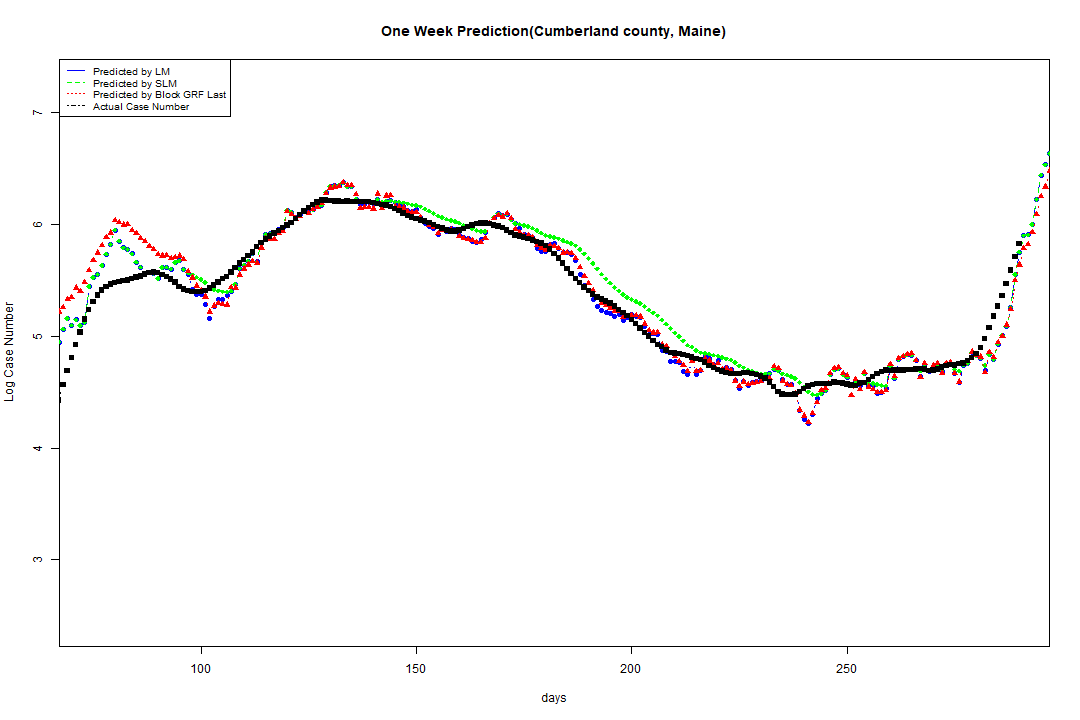 One Week Prediction(Cumberland county, Maine)
Predicted by LM
Predicted by SLM
Predicted by Block GRF Last
Actual Case Number
7
6
5
4
3
Log Case Number
100 150 200 250
days